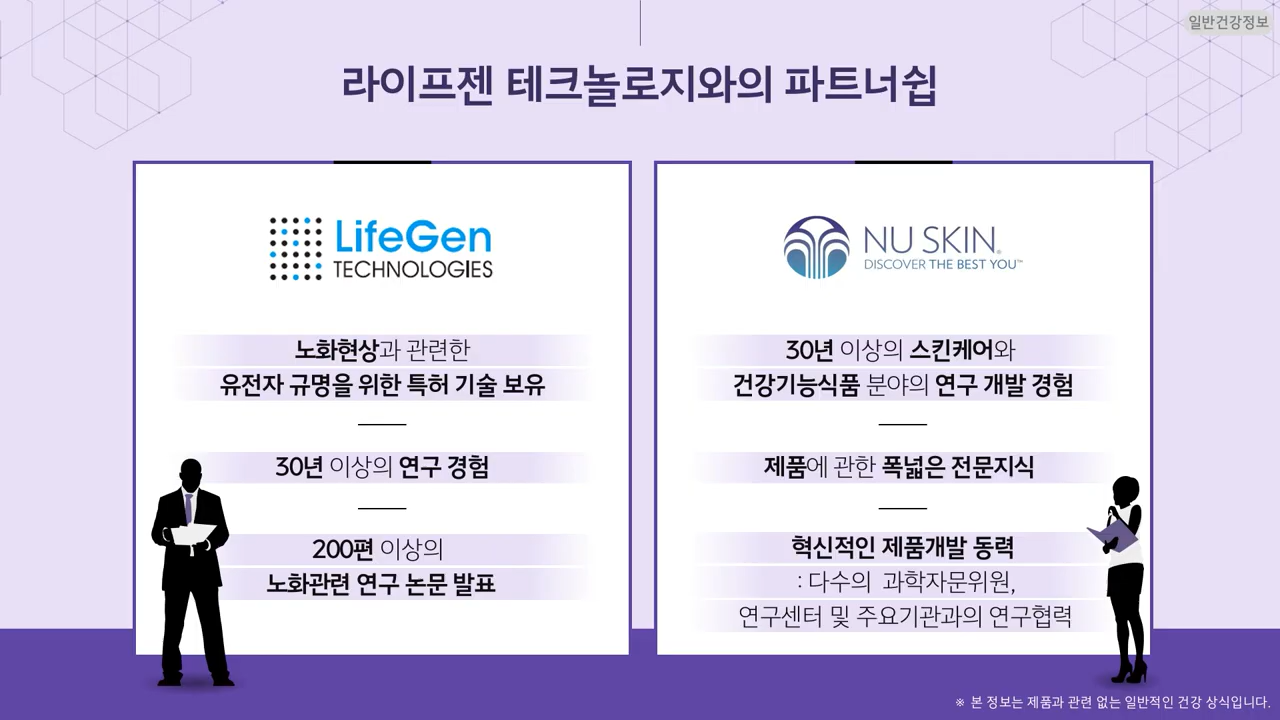 일반건강정보
라이프젠 테크놀로지와의 파트너쉽
LifeGen
TECHNOLOGIES
노화현상과 관련한
유전자 규명을 위한 특허 기술 보유
30년 이상의 연구 경험
200편 이상의
노화관련 연구 논문 발표
NU SKIN®
DISCOVER THE BEST YOU™
30년 이상의 스킨케어와
건강기능식품 분야의 연구 개발 경험
제품에 관한 폭넓은 전문지식
혁신적인 제품개발 동력
: 다수의 과학자문위원,
연구센터 및 주요기관과의 연구협력
※ 본 정보는 제품과 관련 없는 일반적인 건강 상식입니다.